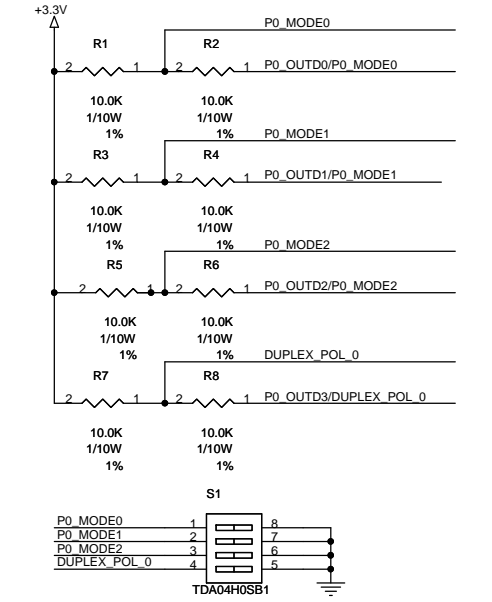 +3.3V
P0_MODE0
R1 R2
2 1 2 1 P0_OUTD0/P0_MODE0
10.0K 10.0K
1/10W 1/10W
1% 1% P0_MODE1
R3 R4
2 1 2 1 P0_OUTD1/P0_MODE1
10.0K 10.0K
1/10W 1/10W
1% 1% P0_MODE2
R5 R6
2 1 2 1 P0_OUTD2/P0_MODE2
10.0K 10.0K
1/10W 1/10W
1% 1% DUPLEX_POL_0
R7 R8
2 1 2 1 P0_OUTD3/DUPLEX_POL_0
10.0K 10.0K
1/10W 1/10W
1% 1%
S1
P0_MODE0 1 8
P0_MODE1 2 7
P0_MODE2 3 6
DUPLEX_POL_0 4 5
TDA04H0SB1